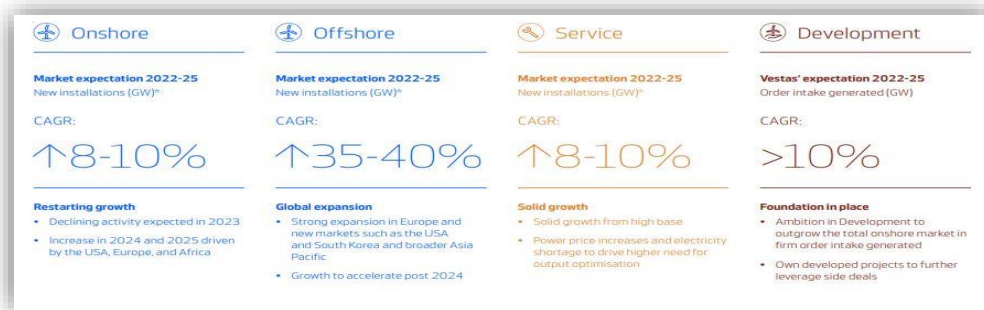 Onshore
Market expectation 2022-25
New installations (GW)*
CAGR:
↑8-10%
Restarting growth
• Declining activity expected in 2023
• Increase in 2024 and 2025 driven
by the USA, Europe, and Africa
Offshore
Market expectation 2022-25
New installations (GW)*
CAGR:
↑35-40%
Global expansion
• Strong expansion in Europe and
new markets such as the USA
and South Korea and broader Asia
Pacific
• Growth to accelerate post 2024
Service
Market expectation 2022-25
New installations (GW)*
CAGR:
↑8-10%
Solid growth
• Solid growth from high base
• Power price increases and electricity
shortage to drive higher need for
output optimisation
Development
Vestas' expectation 2022-25
Order intake generated (GW)
CAGR:
>10%
Foundation in place
• Ambition in Development to
outgrow the total onshore market in
firm order intake generated
• Own developed projects to further
leverage side deals